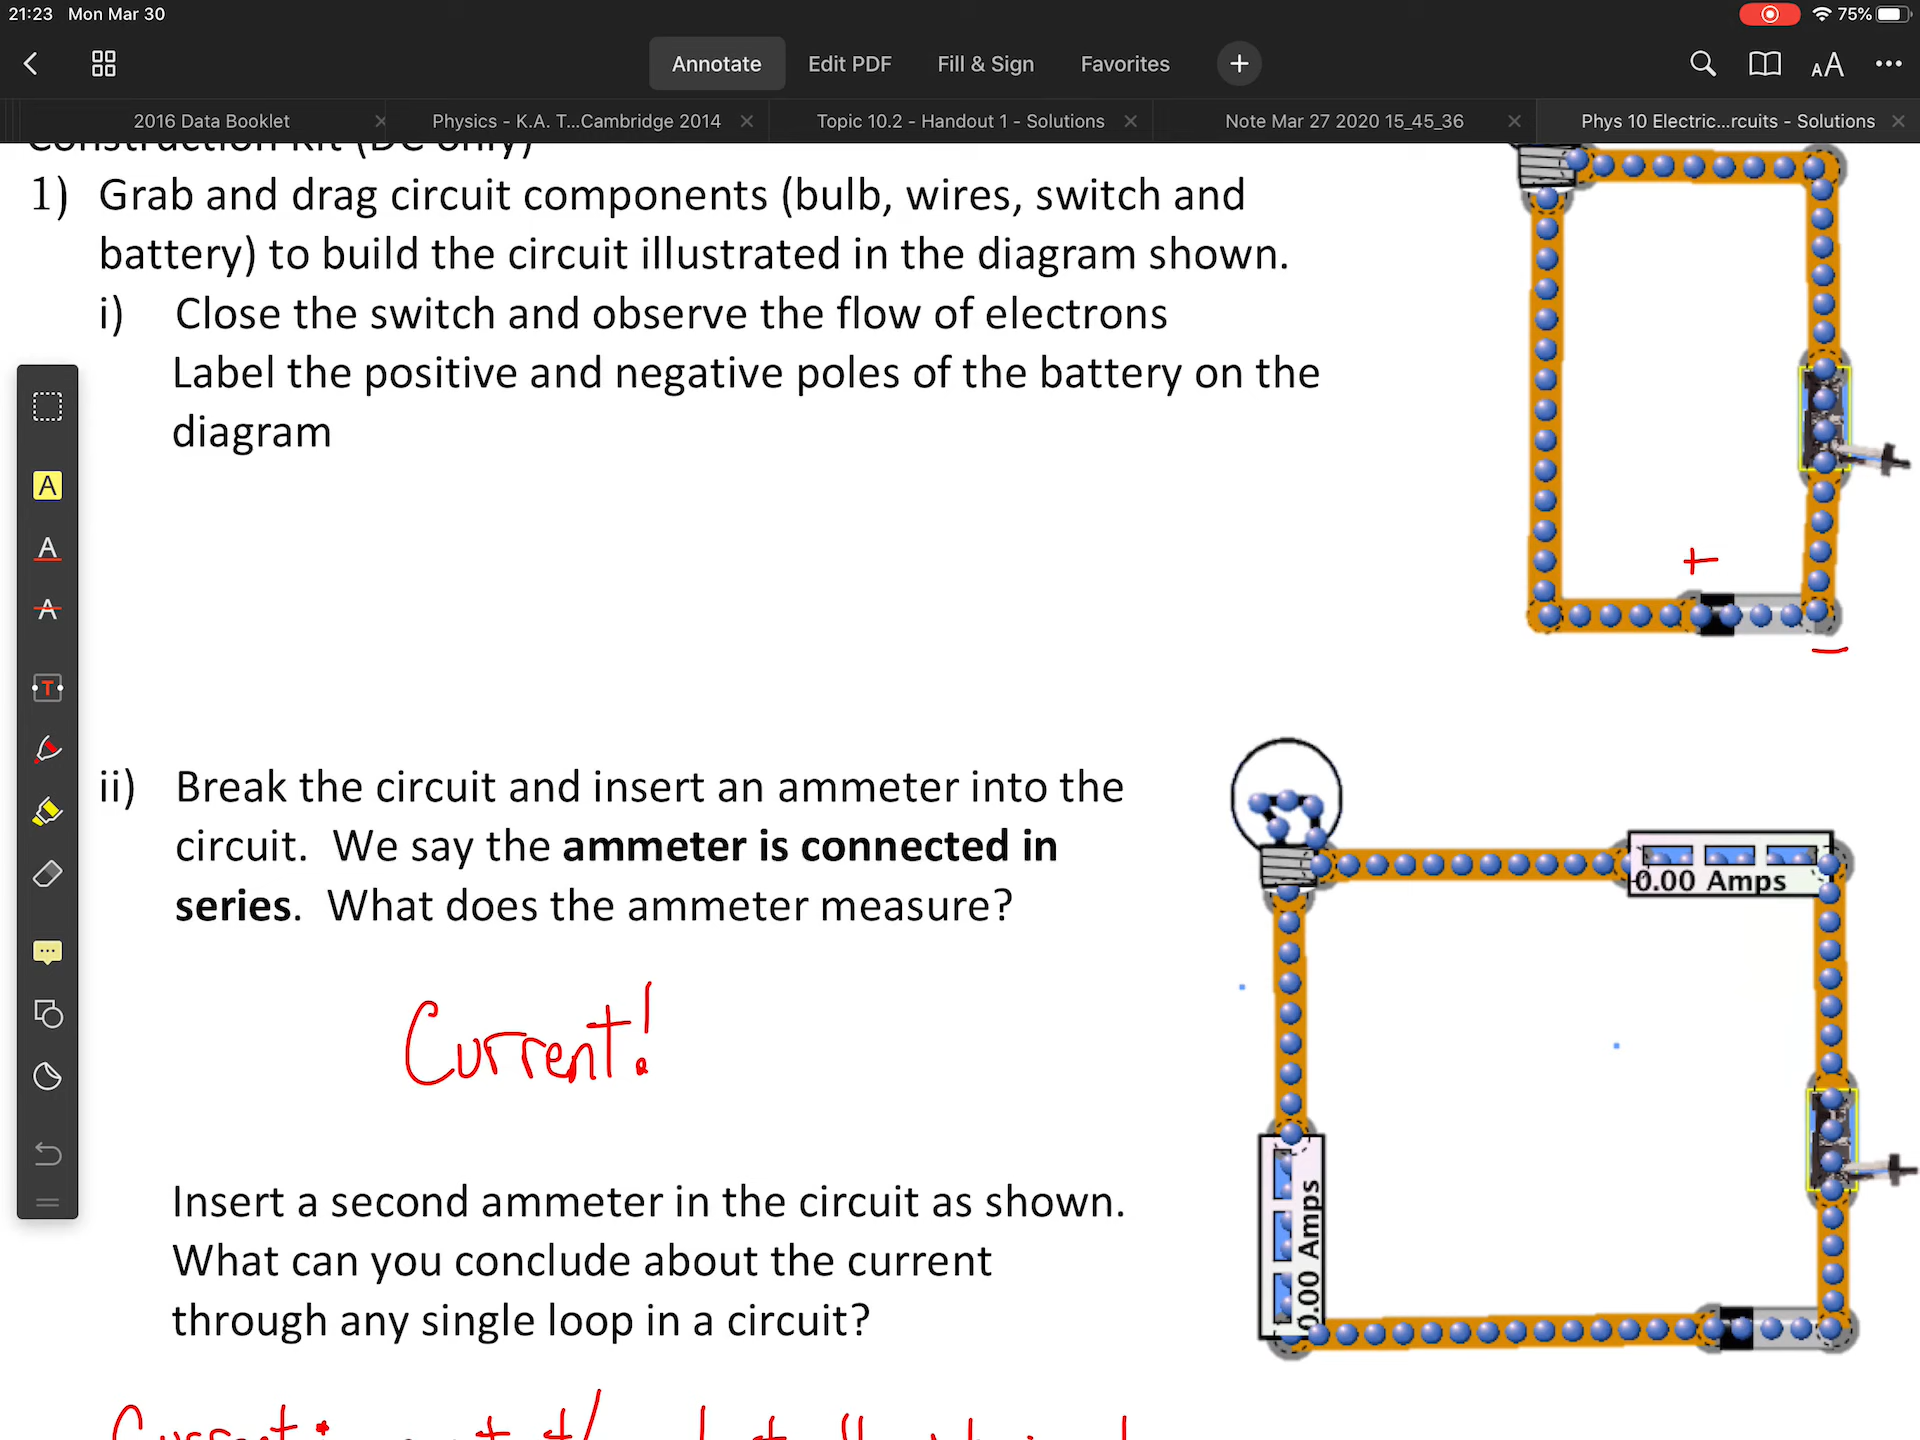 21:23 Mon Mar 30
75%
Annotate Edit PDF Fill & Sign Favorites
2016 Data Booklet
Physics - K.A. T...Cambridge 2014
Topic 10.2 - Handout 1 - Solutions
Note Mar 27 2020 15_45_36
Phys 10 Electric...rcuits - Solutions
Construction Kit (DC only)
1) Grab and drag circuit components (bulb, wires, switch and
battery) to build the circuit illustrated in the diagram shown.
i) Close the switch and observe the flow of electrons
Label the positive and negative poles of the battery on the
diagram
+
−
ii) Break the circuit and insert an ammeter into the
circuit. We say the ammeter is connected in
series. What does the ammeter measure?
0.00 Amps
Current!
0.00 Amps
Insert a second ammeter in the circuit as shown.
What can you conclude about the current
through any single loop in a circuit?
Current